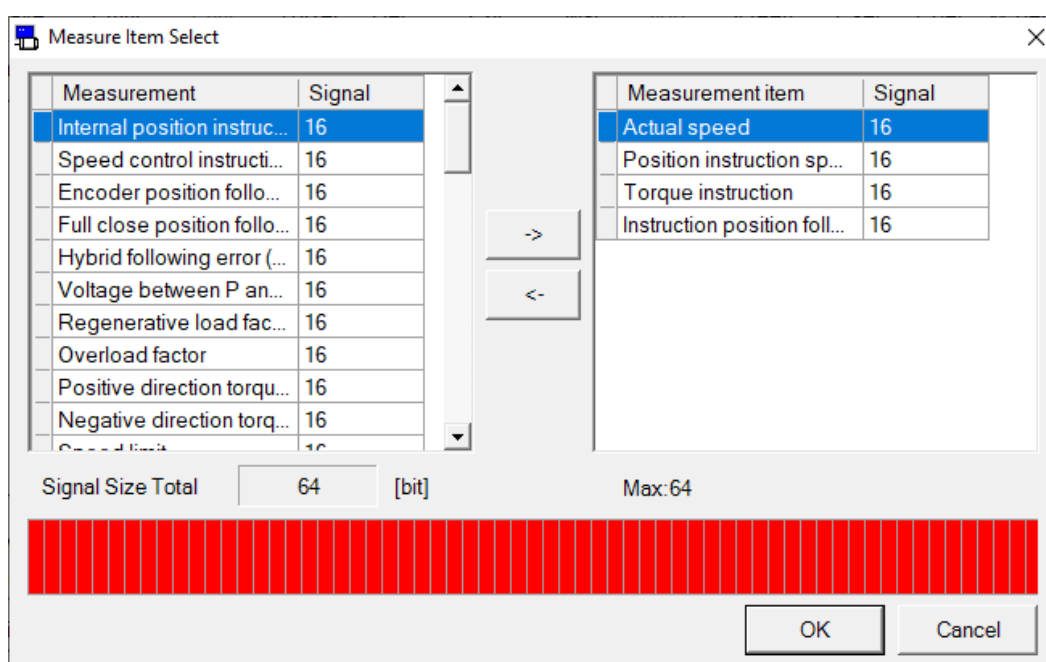 Measure Item Select
Measurement Signal
Internal position instruc... 16
Speed control instructi... 16
Encoder position follo... 16
Full close position follo... 16
Hybrid following error (... 16
Voltage between P an... 16
Regenerative load fac... 16
Overload factor 16
Positive direction torqu... 16
Negative direction torq... 16
Speed limit 16
->
<-
Measurement item Signal
Actual speed 16
Position instruction sp... 16
Torque instruction 16
Instruction position foll... 16
Signal Size Total 64 [bit] Max:64
OK Cancel